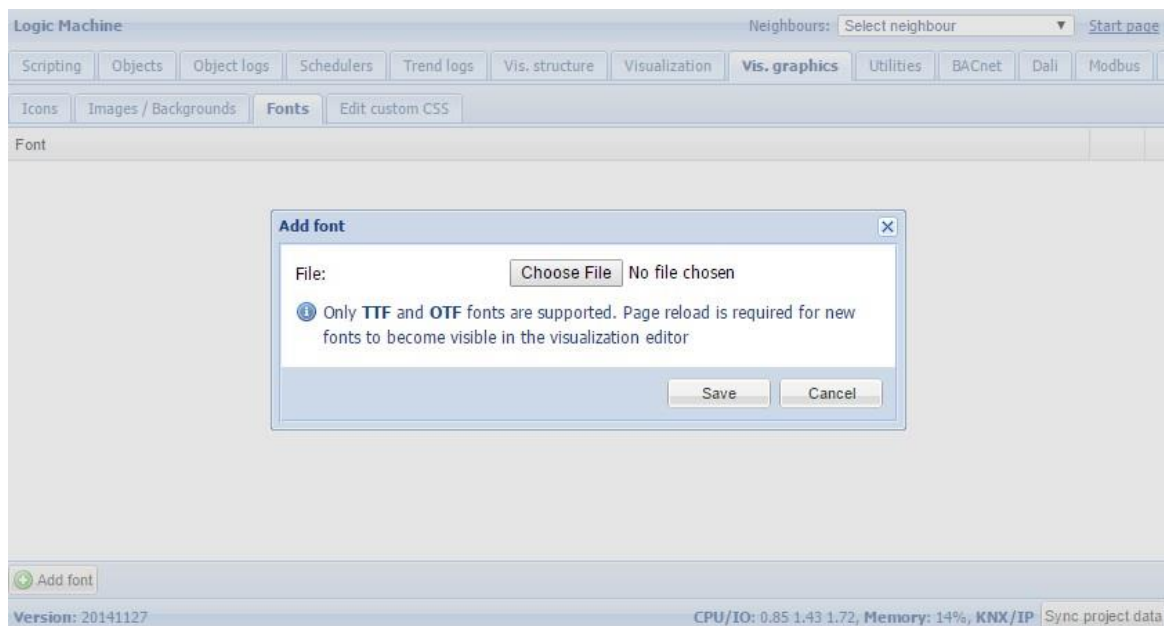 Logic Machine Neighbours: Select neighbour Start page
Scripting Objects Object logs Schedulers Trend logs Vis. structure Visualization Vis. graphics Utilities BACnet Dali Modbus
Icons Images / Backgrounds Fonts Edit custom CSS
Font
Add font
File: Choose File No file chosen
Only TTF and OTF fonts are supported. Page reload is required for new
fonts to become visible in the visualization editor
Save Cancel
Add font
Version: 20141127 CPU/IO: 0.85 1.43 1.72, Memory: 14%, KNX/IP Sync project data